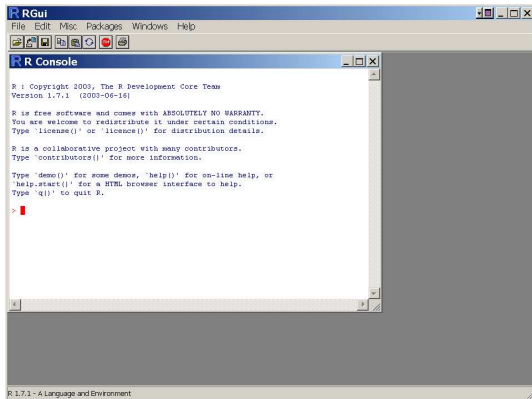 RGui
File Edit Misc Packages Windows Help
STOP
R Console
R : Copyright 2003, The R Development Core Team
Version 1.7.1 (2003-06-16)
R is free software and comes with ABSOLUTELY NO WARRANTY.
You are welcome to redistribute it under certain conditions.
Type `license()' or `licence()' for distribution details.
R is a collaborative project with many contributors.
Type `contributors()' for more information.
Type `demo()' for some demos, `help()' for on-line help, or
`help.start()' for a HTML browser interface to help.
Type `q()' to quit R.
>
R 1.7.1 - A Language and Environment